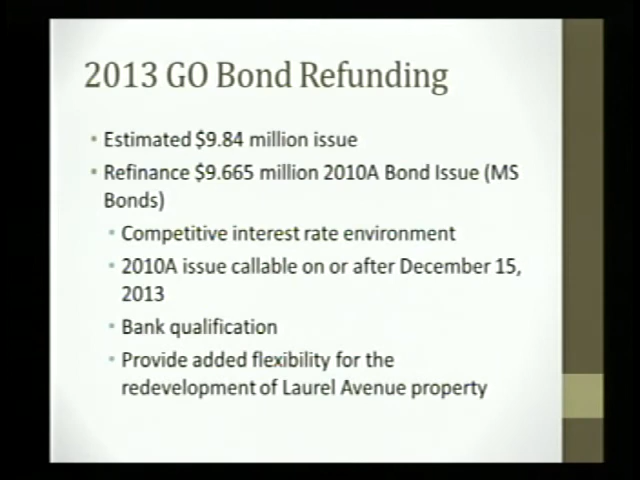 2013 GO Bond Refunding
• Estimated $9.84 million issue
• Refinance $9.665 million 2010A Bond Issue (MS
Bonds)
• Competitive interest rate environment
• 2010A issue callable on or after December 15,
2013
• Bank qualification
• Provide added flexibility for the
redevelopment of Laurel Avenue property